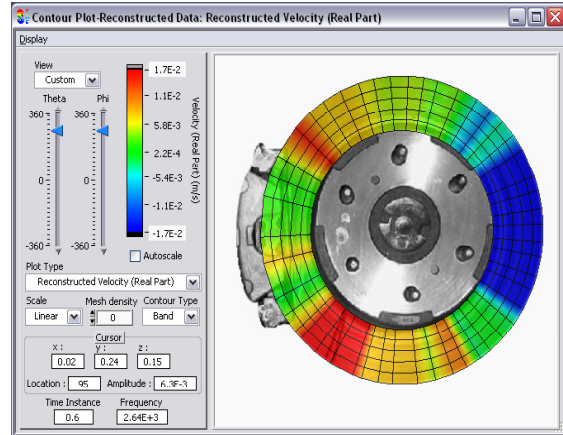 Contour Plot-Reconstructed Data: Reconstructed Velocity (Real Part)
Display
View
Custom
Theta Phi
360 360
0 0
-360 -360
1.7E-2
1.1E-2
5.8E-3
2.2E-4
-5.4E-3
-1.1E-2
-1.7E-2
Velocity (Real Part) (m/s)
Autoscale
Plot Type
Reconstructed Velocity (Real Part)
Scale Mesh density Contour Type
Linear 0 Band
Cursor
x : y : z :
0.02 0.24 0.15
Location : 95 Amplitude : 6.3E-3
Time Instance Frequency
0.6 2.64E+3